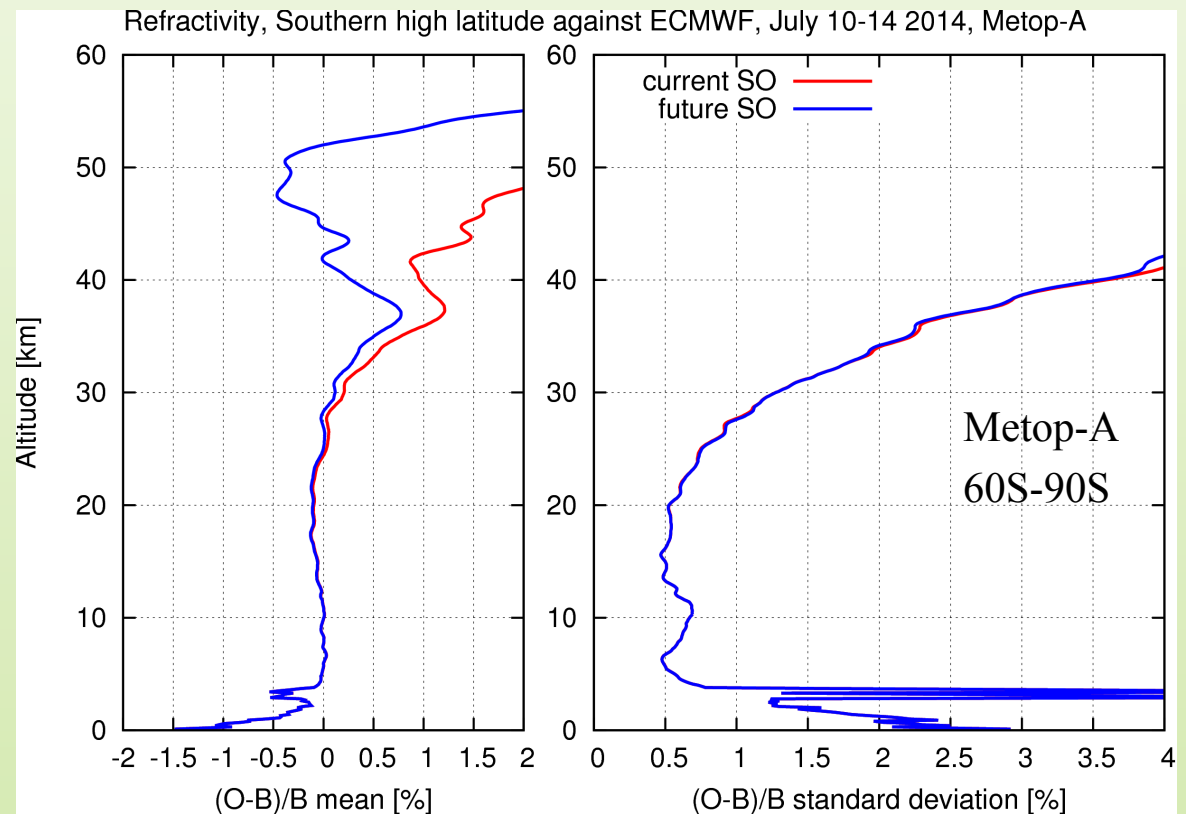 Refractivity, Southern high latitude against ECMWF, July 10-14 2014, Metop-A
Altitude [km]
60
50
40
30
20
10
0
-2 -1.5 -1 -0.5 0 0.5 1 1.5 2
(O-B)/B mean [%]
current SO
future SO
60
50
40
30
20
10
0
Metop-A
60S-90S
0 0.5 1 1.5 2 2.5 3 3.5 4
(O-B)/B standard deviation [%]